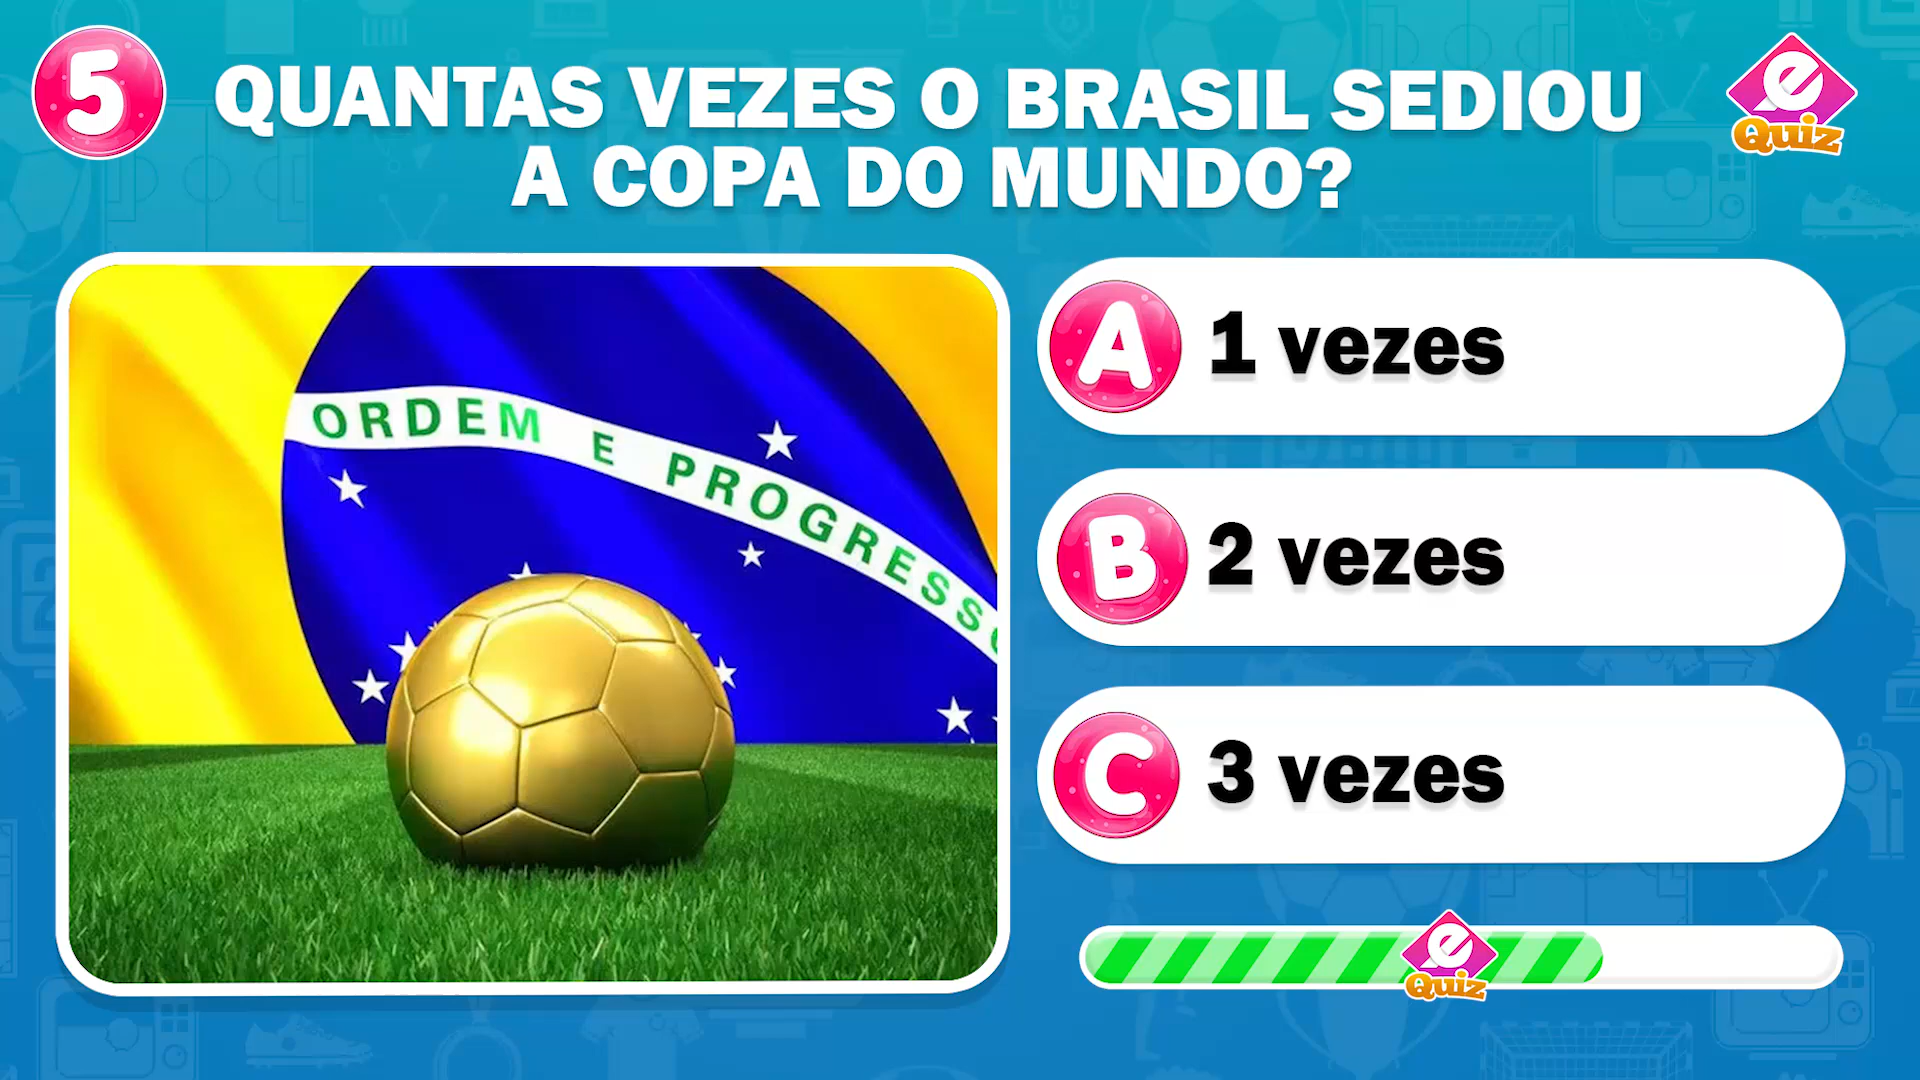 5
QUANTAS VEZES O BRASIL SEDIOU
A COPA DO MUNDO?
e
Quiz
ORDEM E PROGRESSO
A 1 vezes
B 2 vezes
C 3 vezes
e
Quiz